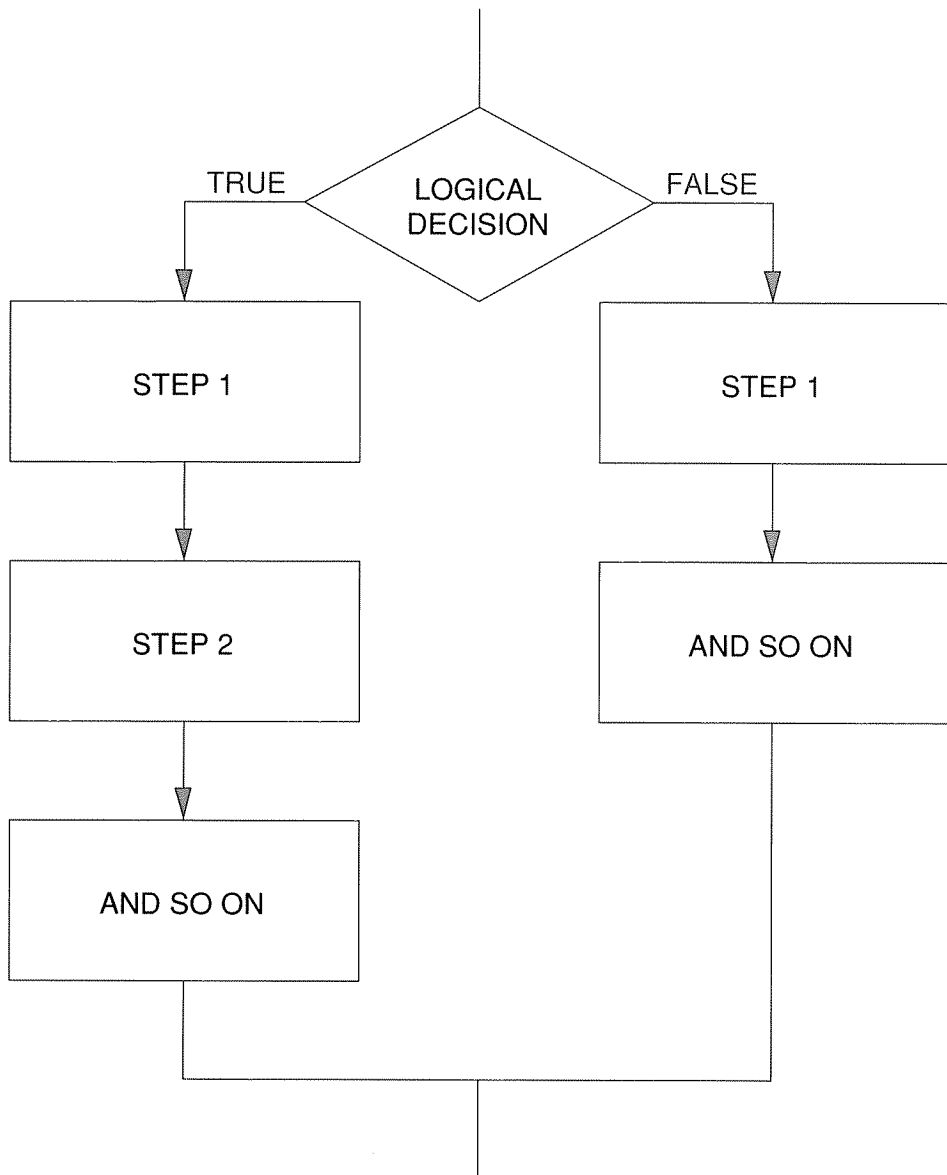 TRUE
LOGICAL
DECISION
FALSE
STEP 1
STEP 1
STEP 2
AND SO ON
AND SO ON